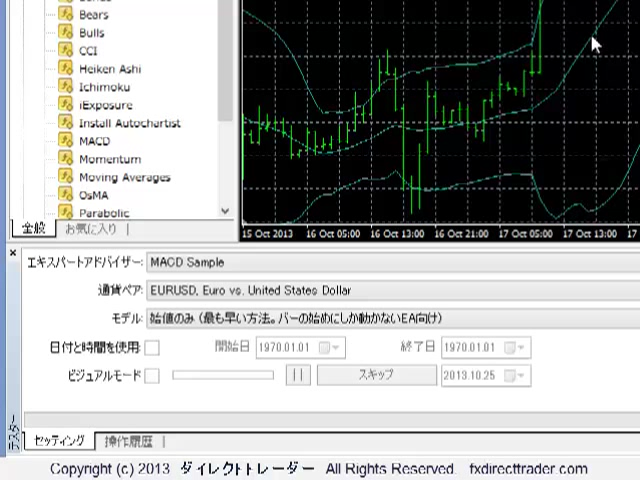 Bears
Bulls
CCI
Heiken Ashi
Ichimoku
iExposure
Install Autochartist
MACD
Momentum
Moving Averages
OsMA
Parabolic
全般 | お気に入り |
15 Oct 2013 16 Oct 05:00 16 Oct 13:00 16 Oct 21:00 17 Oct 05:00 17 Oct 13:00 17
エキスパートアドバイザー: MACD Sample
通貨ペア: EURUSD, Euro vs. United States Dollar
モデル: 始値のみ (最も早い方法。バーの始めにしか動かないEA向け)
日付と時間を使用: 開始日 1970.01.01 終了日 1970.01.01
ビジュアルモード スキップ 2013.10.25
テスター
セッティング | 操作履歴 |
Copyright (c) 2013 ダイレクトトレーダー All Rights Reserved. fxdirecttrader.com